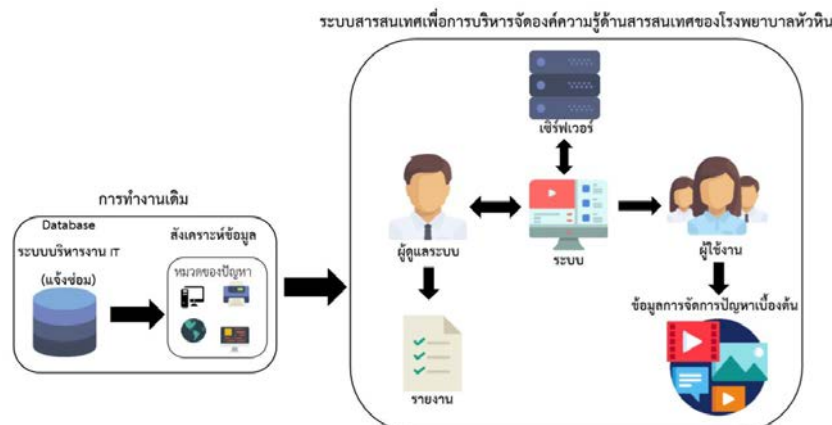 ระบบสารสนเทศเพื่อการบริหารจัดองค์ความรู้ด้านสารสนเทศของโรงพยาบาลหัวหิน
เซิร์ฟเวอร์
การทำงานเดิม
Database
ระบบบริหารงาน IT
(แจ้งซ่อม)
สังเคราะห์ข้อมูล
หมวดของปัญหา
ผู้ดูแลระบบ
ระบบ
ผู้ใช้งาน
รายงาน
ข้อมูลการจัดการปัญหาเบื้องต้น